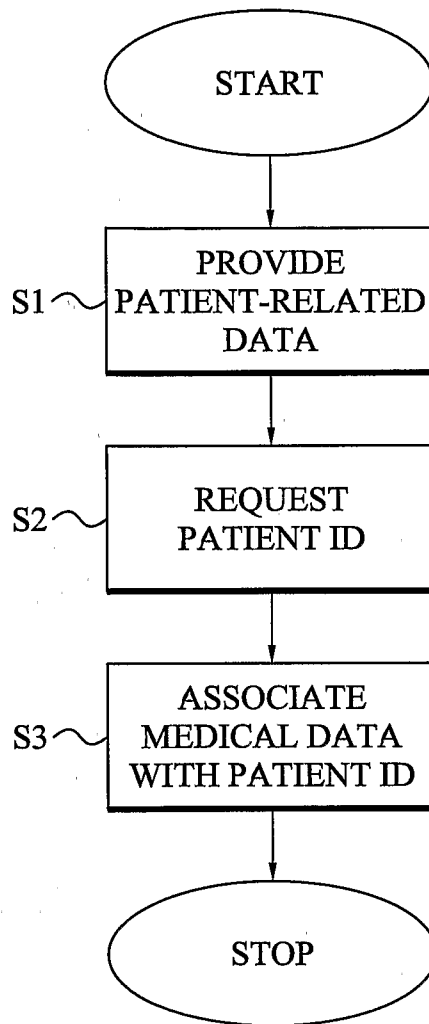 START
S1
PROVIDE
PATIENT-RELATED
DATA
S2
REQUEST
PATIENT ID
S3
ASSOCIATE
MEDICAL DATA
WITH PATIENT ID
STOP